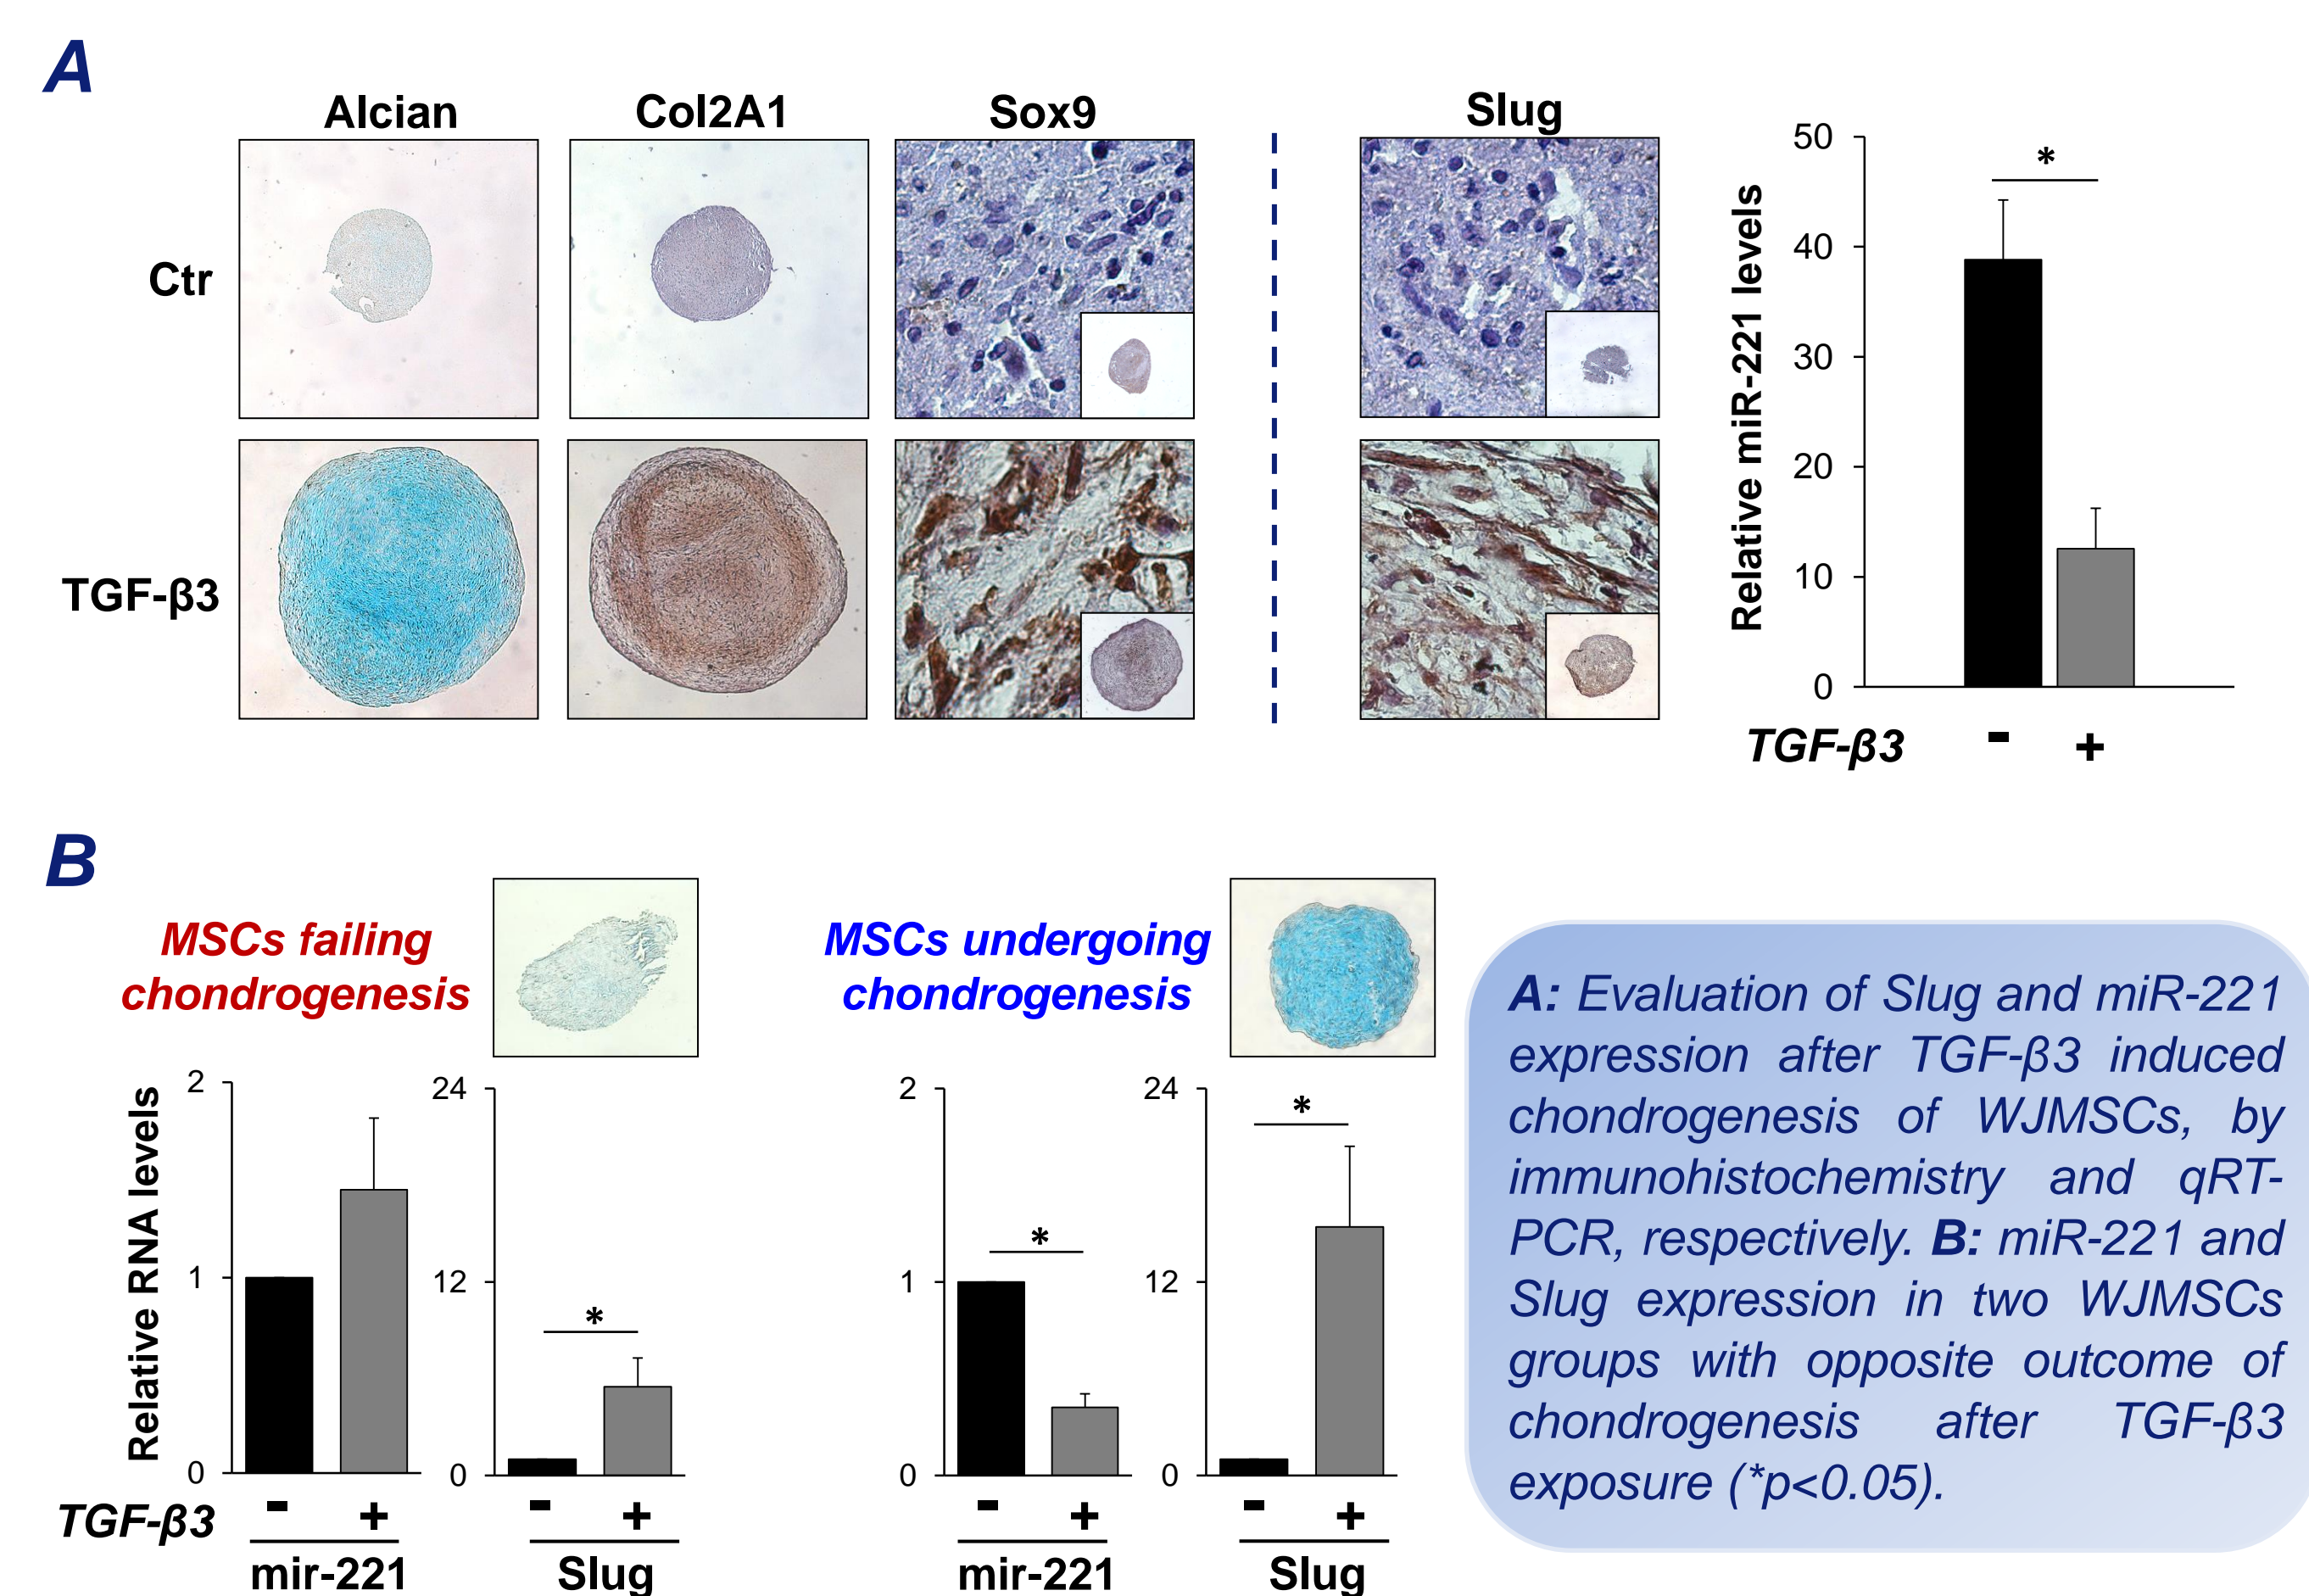 A
Alcian Col2A1 Sox9 Slug
Ctr
TGF-β3
50
40
30
20
10
0
Relative miR-221 levels
*
TGF-β3 - +
B
MSCs failing
chondrogenesis
MSCs undergoing
chondrogenesis
Relative RNA levels
2
1
0
24
12
0
*
2
1
0
*
24
12
0
*
TGF-β3 - + - + - + - +
mir-221 Slug mir-221 Slug
A: Evaluation of Slug and miR-221
expression after TGF-β3 induced
chondrogenesis of WJMSCs, by
immunohistochemistry and qRT-
PCR, respectively. B: miR-221 and
Slug expression in two WJMSCs
groups with opposite outcome of
chondrogenesis after TGF-β3
exposure (*p<0.05).